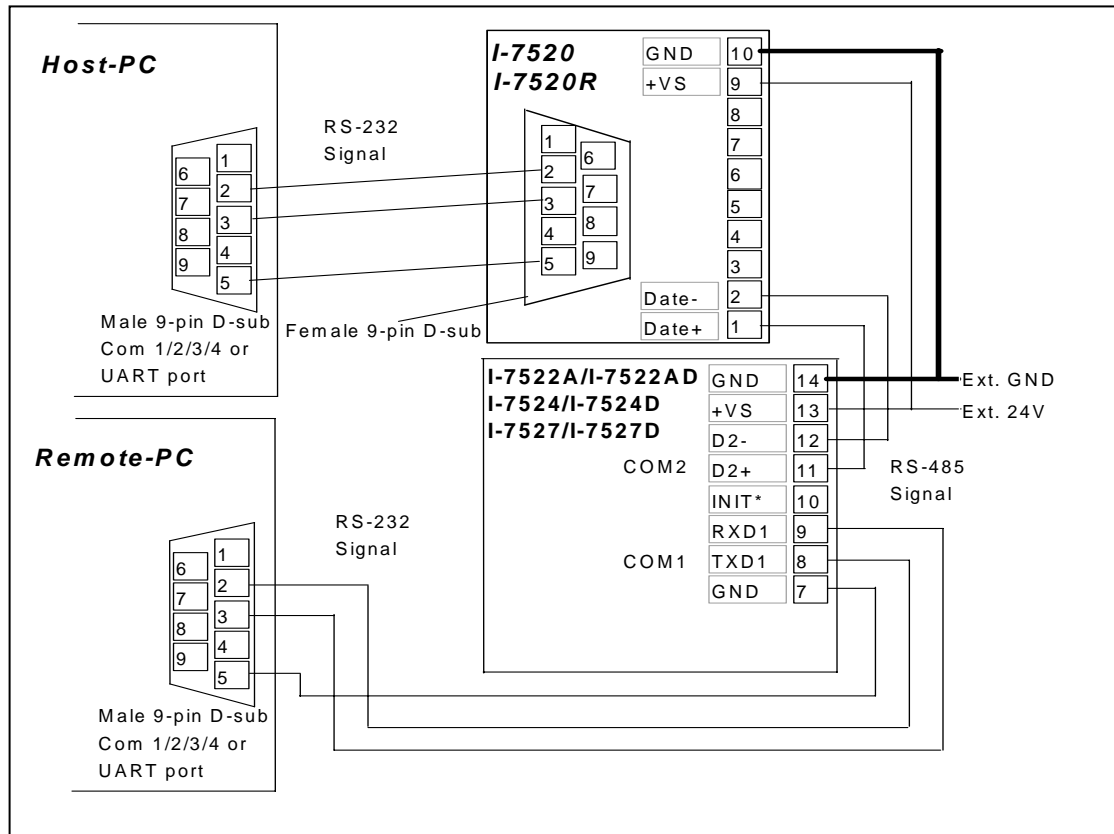 Host-PC
RS-232
Signal
1
2
3
4
5
6
7
8
9
Male 9-pin D-sub
Com 1/2/3/4 or
UART port
I-7520
I-7520R
1
2
3
4
5
6
7
8
9
Female 9-pin D-sub
GND 10
+VS 9
8
7
6
5
4
3
Date- 2
Date+ 1
I-7522A/I-7522AD
I-7524/I-7524D
I-7527/I-7527D
GND 14
+VS 13
D2- 12
COM2 D2+ 11
INIT* 10
RXD1 9
COM1 TXD1 8
GND 7
Ext. GND
Ext. 24V
RS-485
Signal
Remote-PC
RS-232
Signal
1
2
3
4
5
6
7
8
9
Male 9-pin D-sub
Com 1/2/3/4 or
UART port